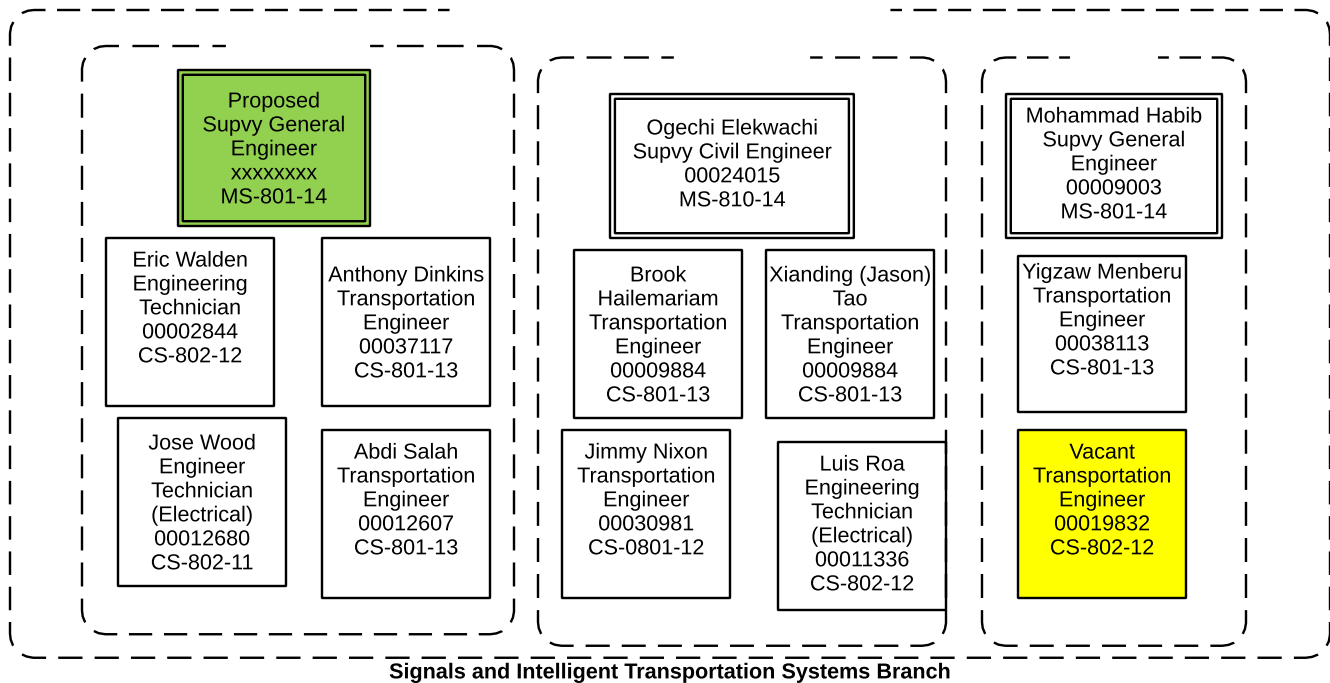 Proposed
Supvy General
Engineer
xxxxxxxx
MS-801-14
Eric Walden
Engineering
Technician
00002844
CS-802-12
Anthony Dinkins
Transportation
Engineer
00037117
CS-801-13
Jose Wood
Engineer
Technician
(Electrical)
00012680
CS-802-11
Abdi Salah
Transportation
Engineer
00012607
CS-801-13
Ogechi Elekwachi
Supvy Civil Engineer
00024015
MS-810-14
Brook
Hailemariam
Transportation
Engineer
00009884
CS-801-13
Xianding (Jason)
Tao
Transportation
Engineer
00009884
CS-801-13
Jimmy Nixon
Transportation
Engineer
00030981
CS-0801-12
Luis Roa
Engineering
Technician
(Electrical)
00011336
CS-802-12
Mohammad Habib
Supvy General
Engineer
00009003
MS-801-14
Yigzaw Menberu
Transportation
Engineer
00038113
CS-801-13
Vacant
Transportation
Engineer
00019832
CS-802-12
Signals and Intelligent Transportation Systems Branch